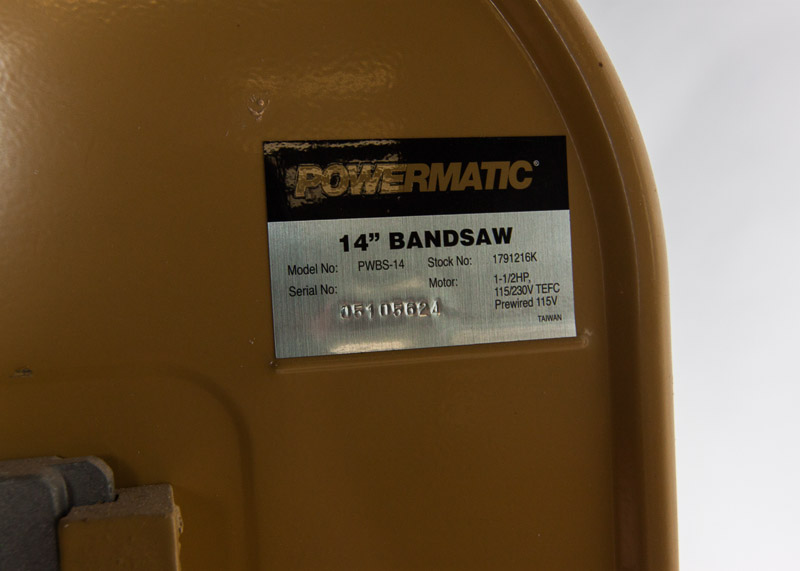 POWERMATIC®
14” BANDSAW
Model No: PWBS-14 Stock No: 1791216K
Serial No: 05105624 Motor: 1-1/2HP,
115/230V TEFC
Prewired 115V
TAIWAN